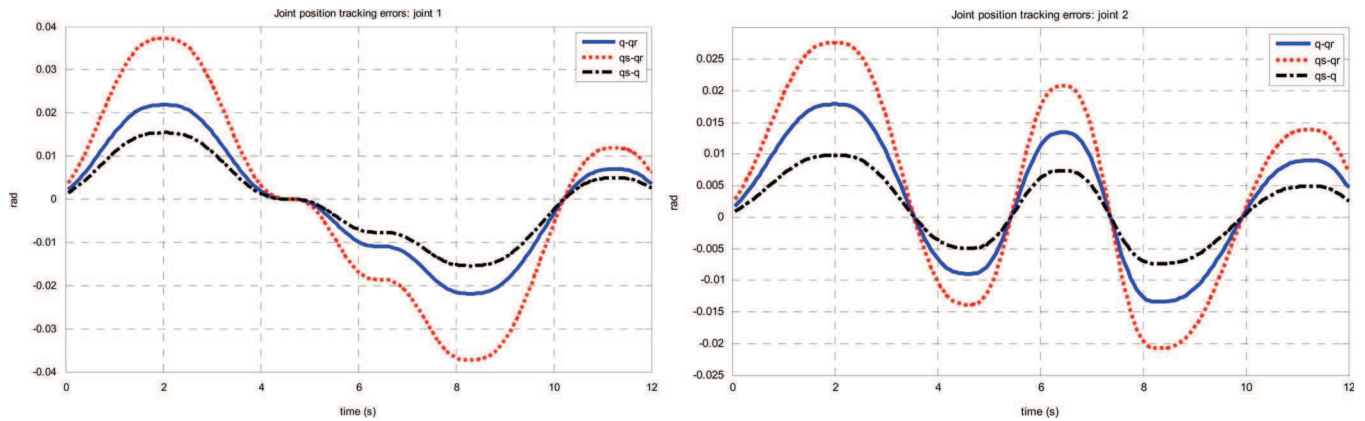 Joint position tracking errors: joint 1
0.04
0.03
0.02
0.01
0
-0.01
-0.02
-0.03
-0.04
rad
q-qr
qs-qr
qs-q
0 2 4 6 8 10 12
time (s)
Joint position tracking errors: joint 2
0.025
0.02
0.015
0.01
0.005
0
-0.005
-0.01
-0.015
-0.02
-0.025
rad
q-qr
qs-qr
qs-q
0 2 4 6 8 10 12
time (s)